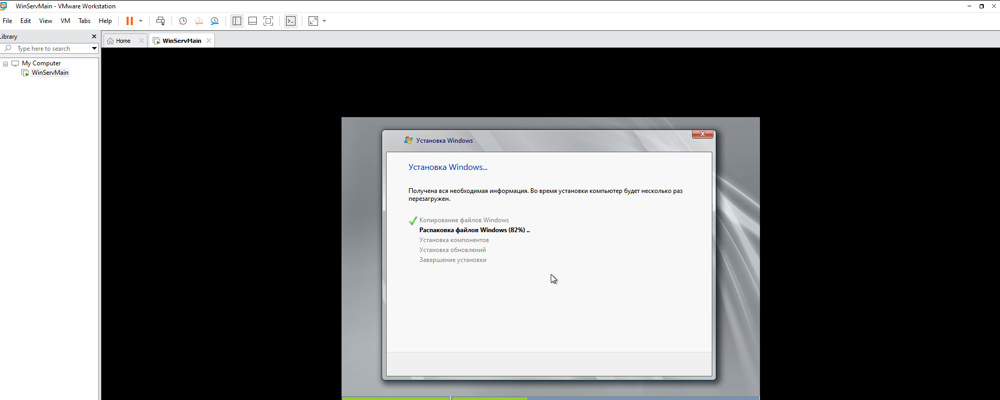 WinServMain - VMware Workstation
File Edit View VM Tabs Help
Library
Type here to search
My Computer
WinServMain
Home
WinServMain
Установка Windows
Установка Windows...
Получена вся необходимая информация. Во время установки компьютер будет несколько раз
перезагружен.
Копирование файлов Windows
Распаковка файлов Windows (82%) ..
Установка компонентов
Установка обновлений
Завершение установки